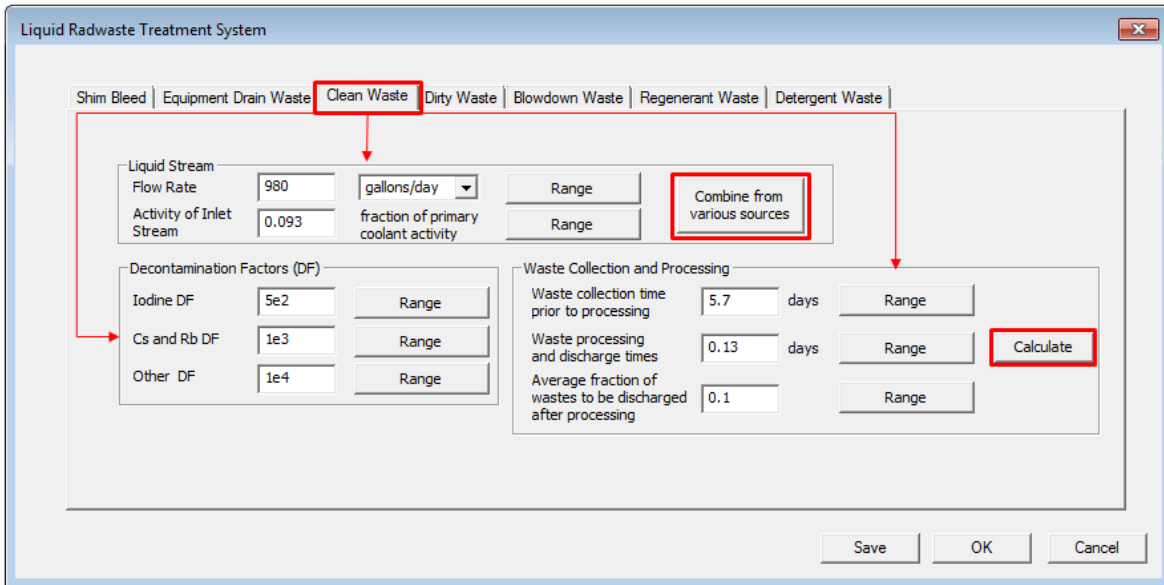 Liquid Radwaste Treatment System
Shim Bleed Equipment Drain Waste Clean Waste Dirty Waste Blowdown Waste Regenerant Waste Detergent Waste
Liquid Stream
Flow Rate 980 gallons/day Range
Activity of Inlet
Stream
0.093
fraction of primary
coolant activity
Range
Combine from
various sources
Decontamination Factors (DF)
Iodine DF 5e2 Range
Cs and Rb DF 1e3 Range
Other DF 1e4 Range
Waste Collection and Processing
Waste collection time
prior to processing
5.7 days Range
Waste processing
and discharge times
0.13 days Range
Calculate
Average fraction of
wastes to be discharged
after processing
0.1 Range
Save OK Cancel